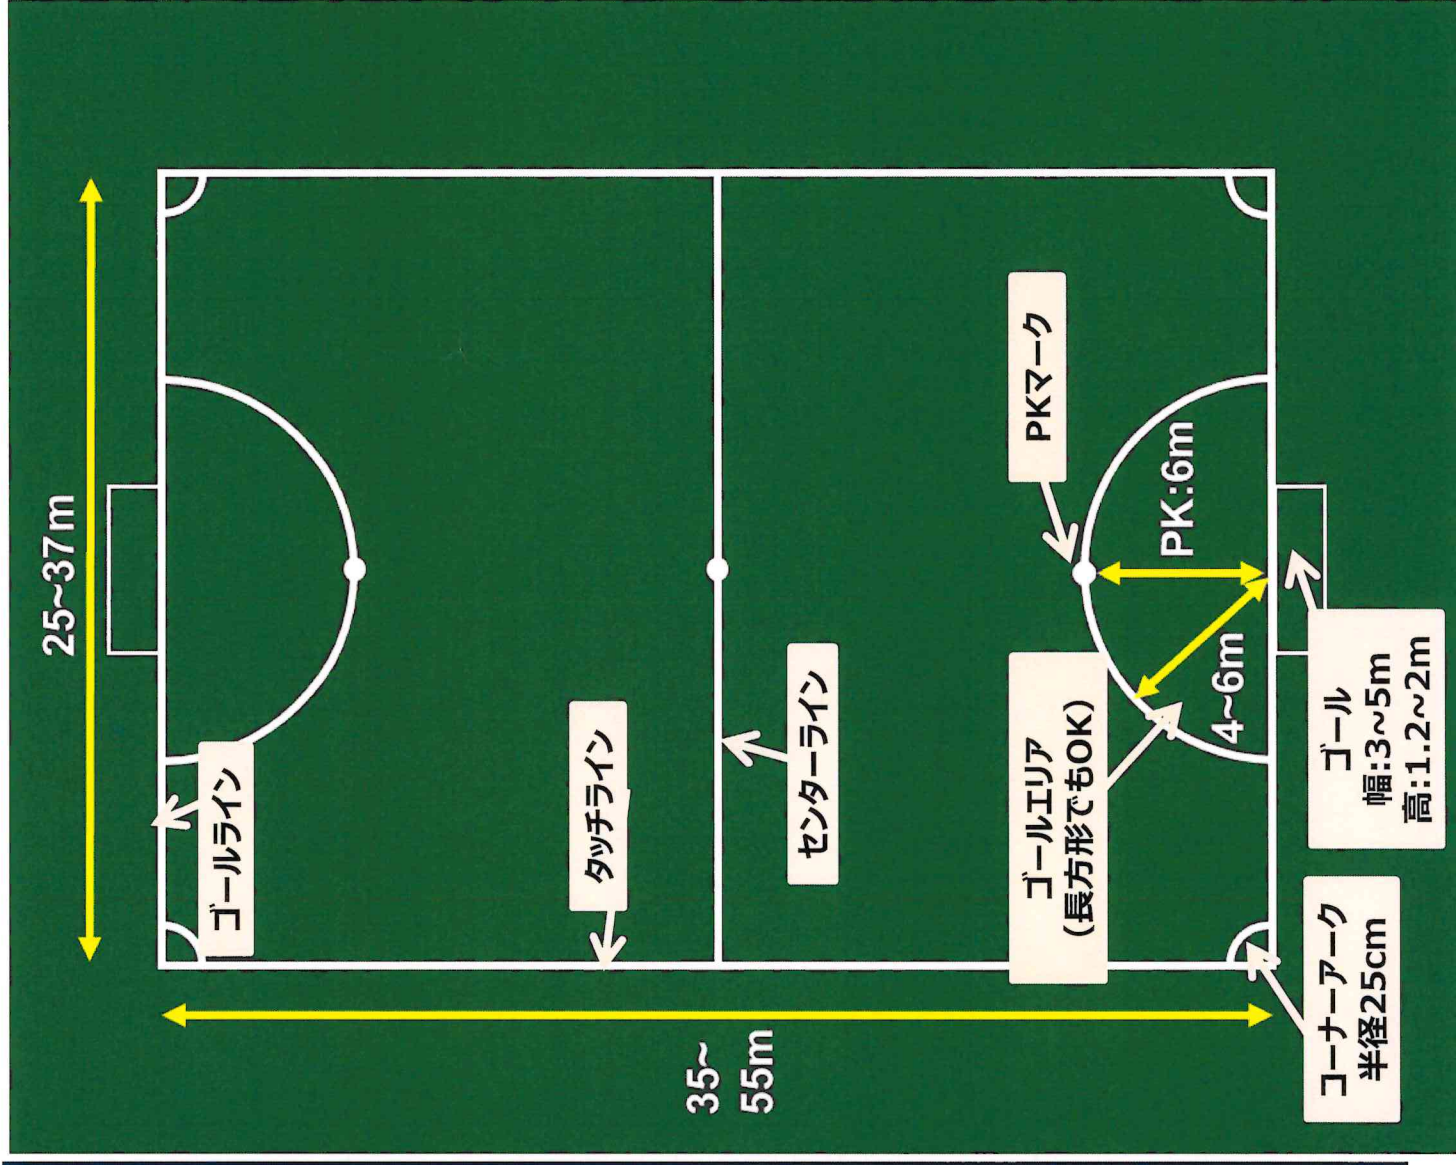 25~37m
ゴールライン
タッチライン
35~
55m
センターライン
PKマーク
ゴールエリア
(長方形でもOK)
PK:6m
4~6m
ゴール
幅:3~5m
高:1.2~2m
コーナーアーク
半径25cm